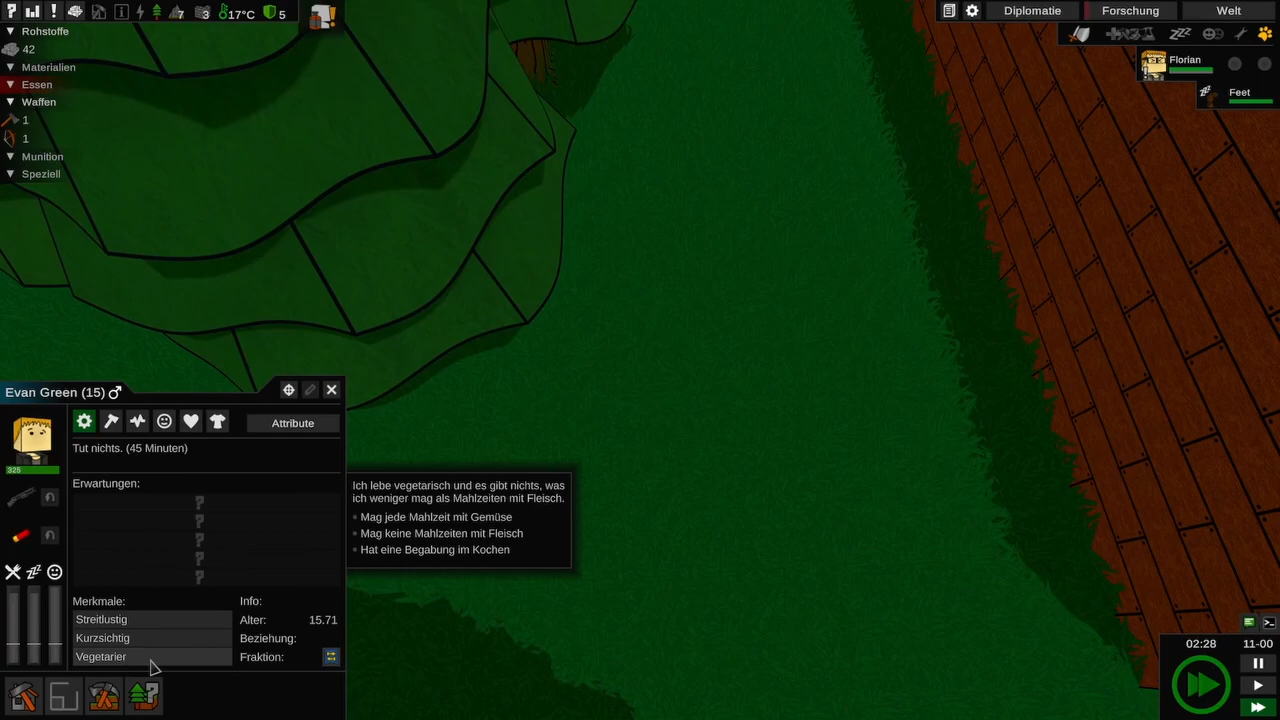 7
3
17°C
5
Diplomatie
Forschung
Welt
Rohstoffe
42
Materialien
Essen
Waffen
1
1
Munition
Speziell
Florian
Feet
Evan Green (15)
Attribute
Tut nichts. (45 Minuten)
325
Erwartungen:
?
?
?
?
?
Ich lebe vegetarisch und es gibt nichts, was
ich weniger mag als Mahlzeiten mit Fleisch.
Mag jede Mahlzeit mit Gemüse
Mag keine Mahlzeiten mit Fleisch
Hat eine Begabung im Kochen
Merkmale:
Info:
Streitlustig
Alter: 15.71
Kurzsichtig
Beziehung:
Vegetarier
Fraktion:
02:28
11-00